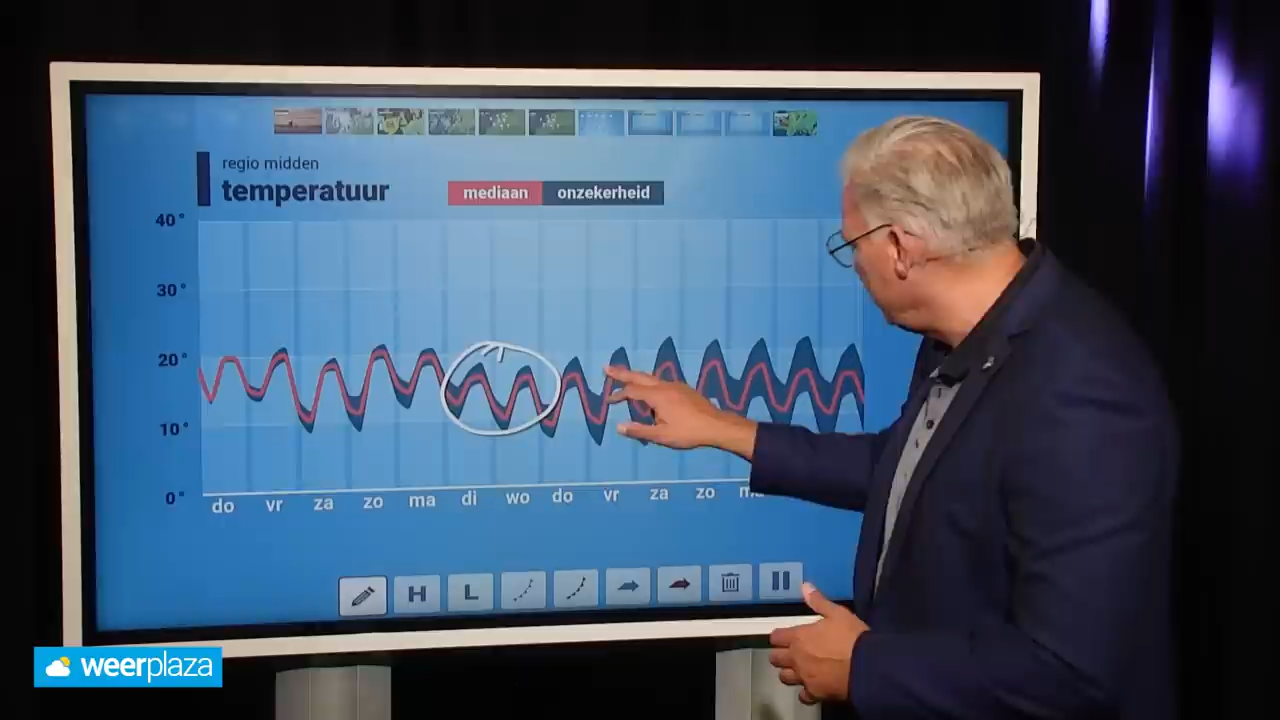 regio midden
temperatuur
mediaan onzekerheid
40°
30°
20°
10°
0°
do vr za zo ma di wo do vr za zo
H L
weerplaza